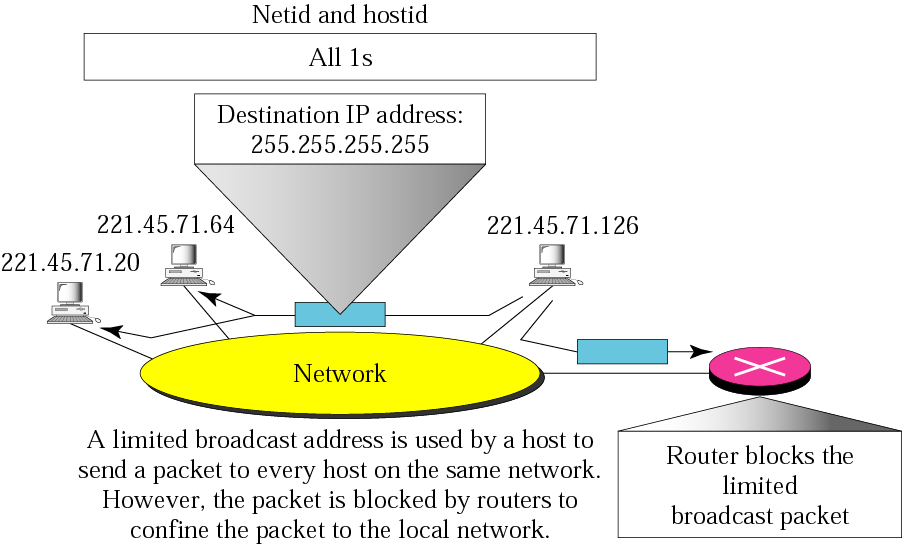 Netid and hostid
All 1s
Destination IP address:
255.255.255.255
221.45.71.64
221.45.71.126
221.45.71.20
Network
A limited broadcast address is used by a host to
send a packet to every host on the same network.
However, the packet is blocked by routers to
confine the packet to the local network.
Router blocks the
limited
broadcast packet